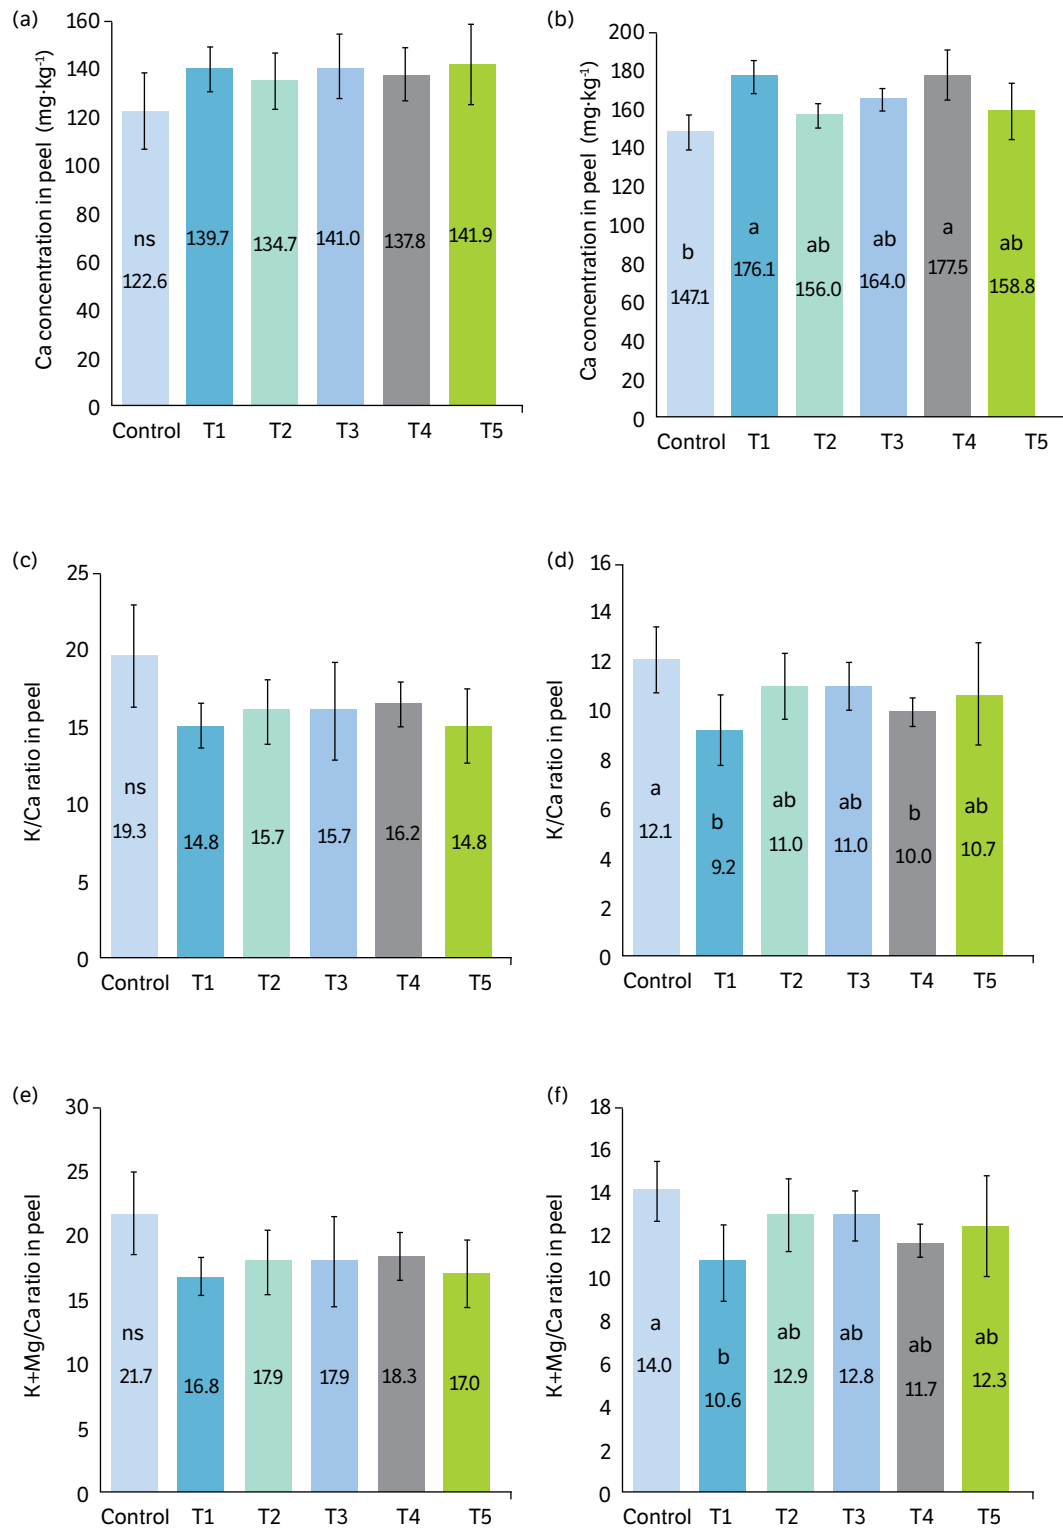 (a)
Ca concentration in peel (mg·kg⁻¹)
160
140
120
100
80
60
40
20
0
ns
122.6
139.7
134.7
141.0
137.8
141.9
Control T1 T2 T3 T4 T5
(b)
Ca concentration in peel (mg·kg⁻¹)
200
180
160
140
120
100
80
60
40
20
0
b
147.1
a
176.1
ab
156.0
ab
164.0
a
177.5
ab
158.8
Control T1 T2 T3 T4 T5
(c)
K/Ca ratio in peel
25
20
15
10
5
0
ns
19.3
14.8
15.7
15.7
16.2
14.8
Control T1 T2 T3 T4 T5
(d)
K/Ca ratio in peel
16
14
12
10
8
6
4
2
0
a
12.1
b
9.2
ab
11.0
ab
11.0
b
10.0
ab
10.7
Control T1 T2 T3 T4 T5
(e)
K+Mg/Ca ratio in peel
30
25
20
15
10
5
0
ns
21.7
16.8
17.9
17.9
18.3
17.0
Control T1 T2 T3 T4 T5
(f)
K+Mg/Ca ratio in peel
18
16
14
12
10
8
6
4
2
0
a
14.0
b
10.6
ab
12.9
ab
12.8
ab
11.7
ab
12.3
Control T1 T2 T3 T4 T5